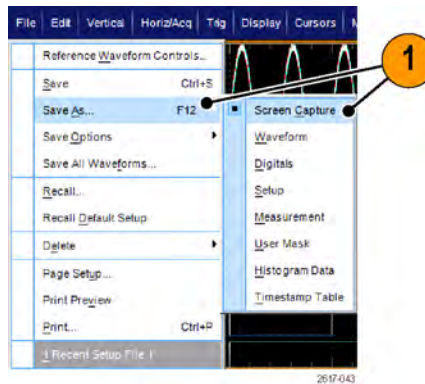 File Edit Vertical Horiz/Acq Trig Display Cursors
Reference Waveform Controls...
Save Ctrl+S
Save As... F12
Save Options
Save All Waveforms...
Recall...
Recall Default Setup
Delete
Page Setup...
Print Preview
Print... Ctrl+P
1 Recent Setup File 1
Screen Capture
Waveform
Digitals
Setup
Measurement
User Mask
Histogram Data
Timestamp Table
1
2617-043